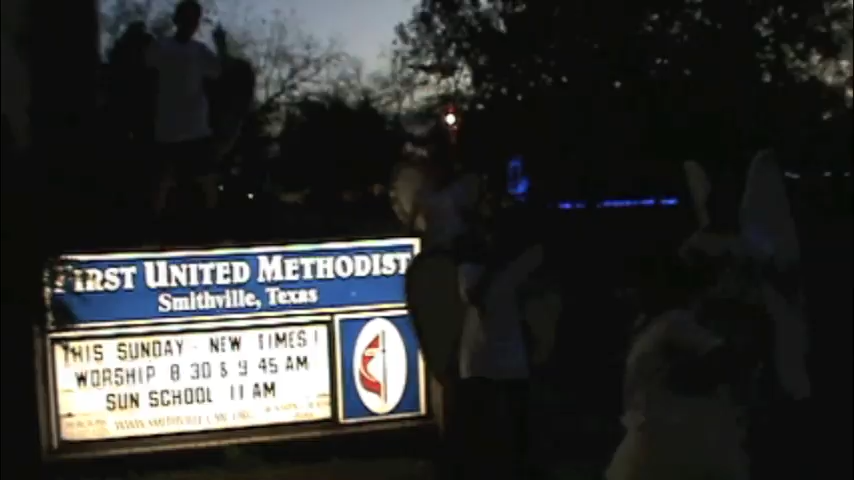 FIRST UNITED METHODIST
Smithville, Texas
THIS SUNDAY - NEW TIMES!
WORSHIP 8 30 & 9 45 AM
SUN SCHOOL 11 AM